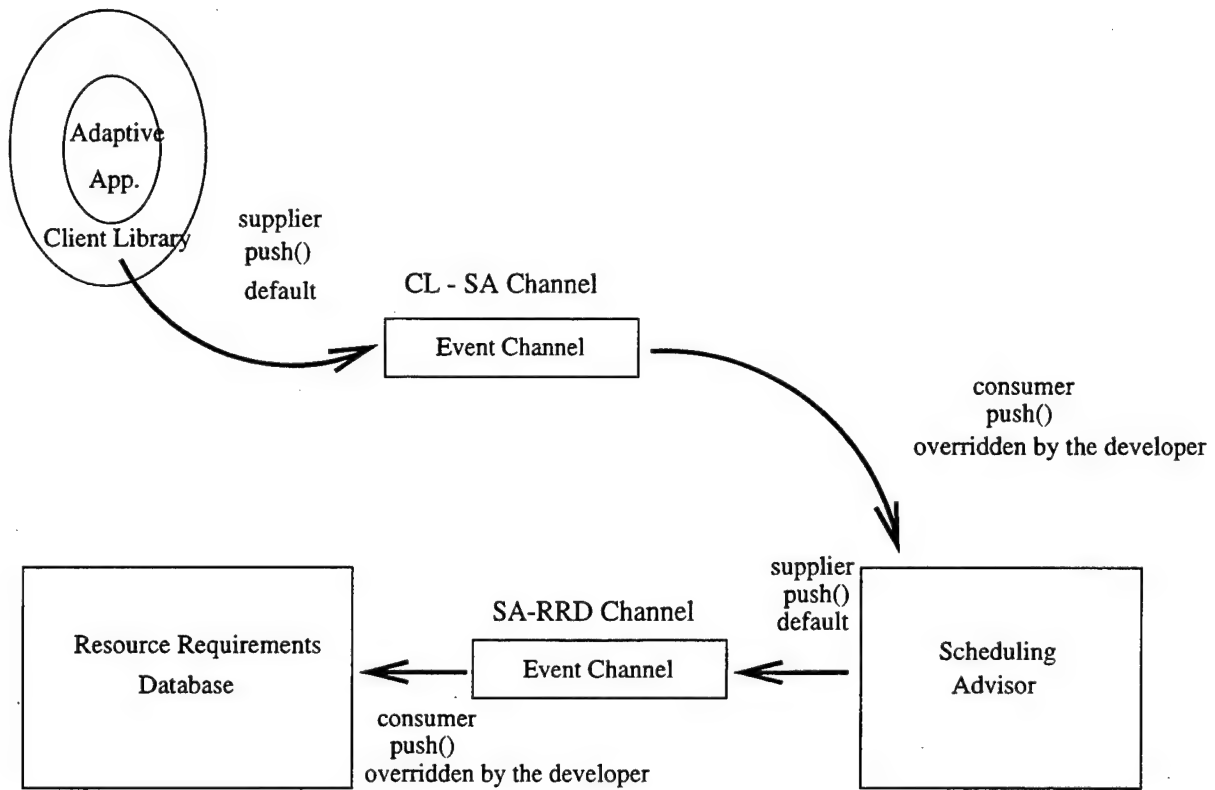 Adaptive
App.
Client Library
supplier
push()
default
CL - SA Channel
Event Channel
consumer
push()
overridden by the developer
Resource Requirements
Database
SA-RRD Channel
Event Channel
consumer
push()
overridden by the developer
supplier
push()
default
Scheduling
Advisor